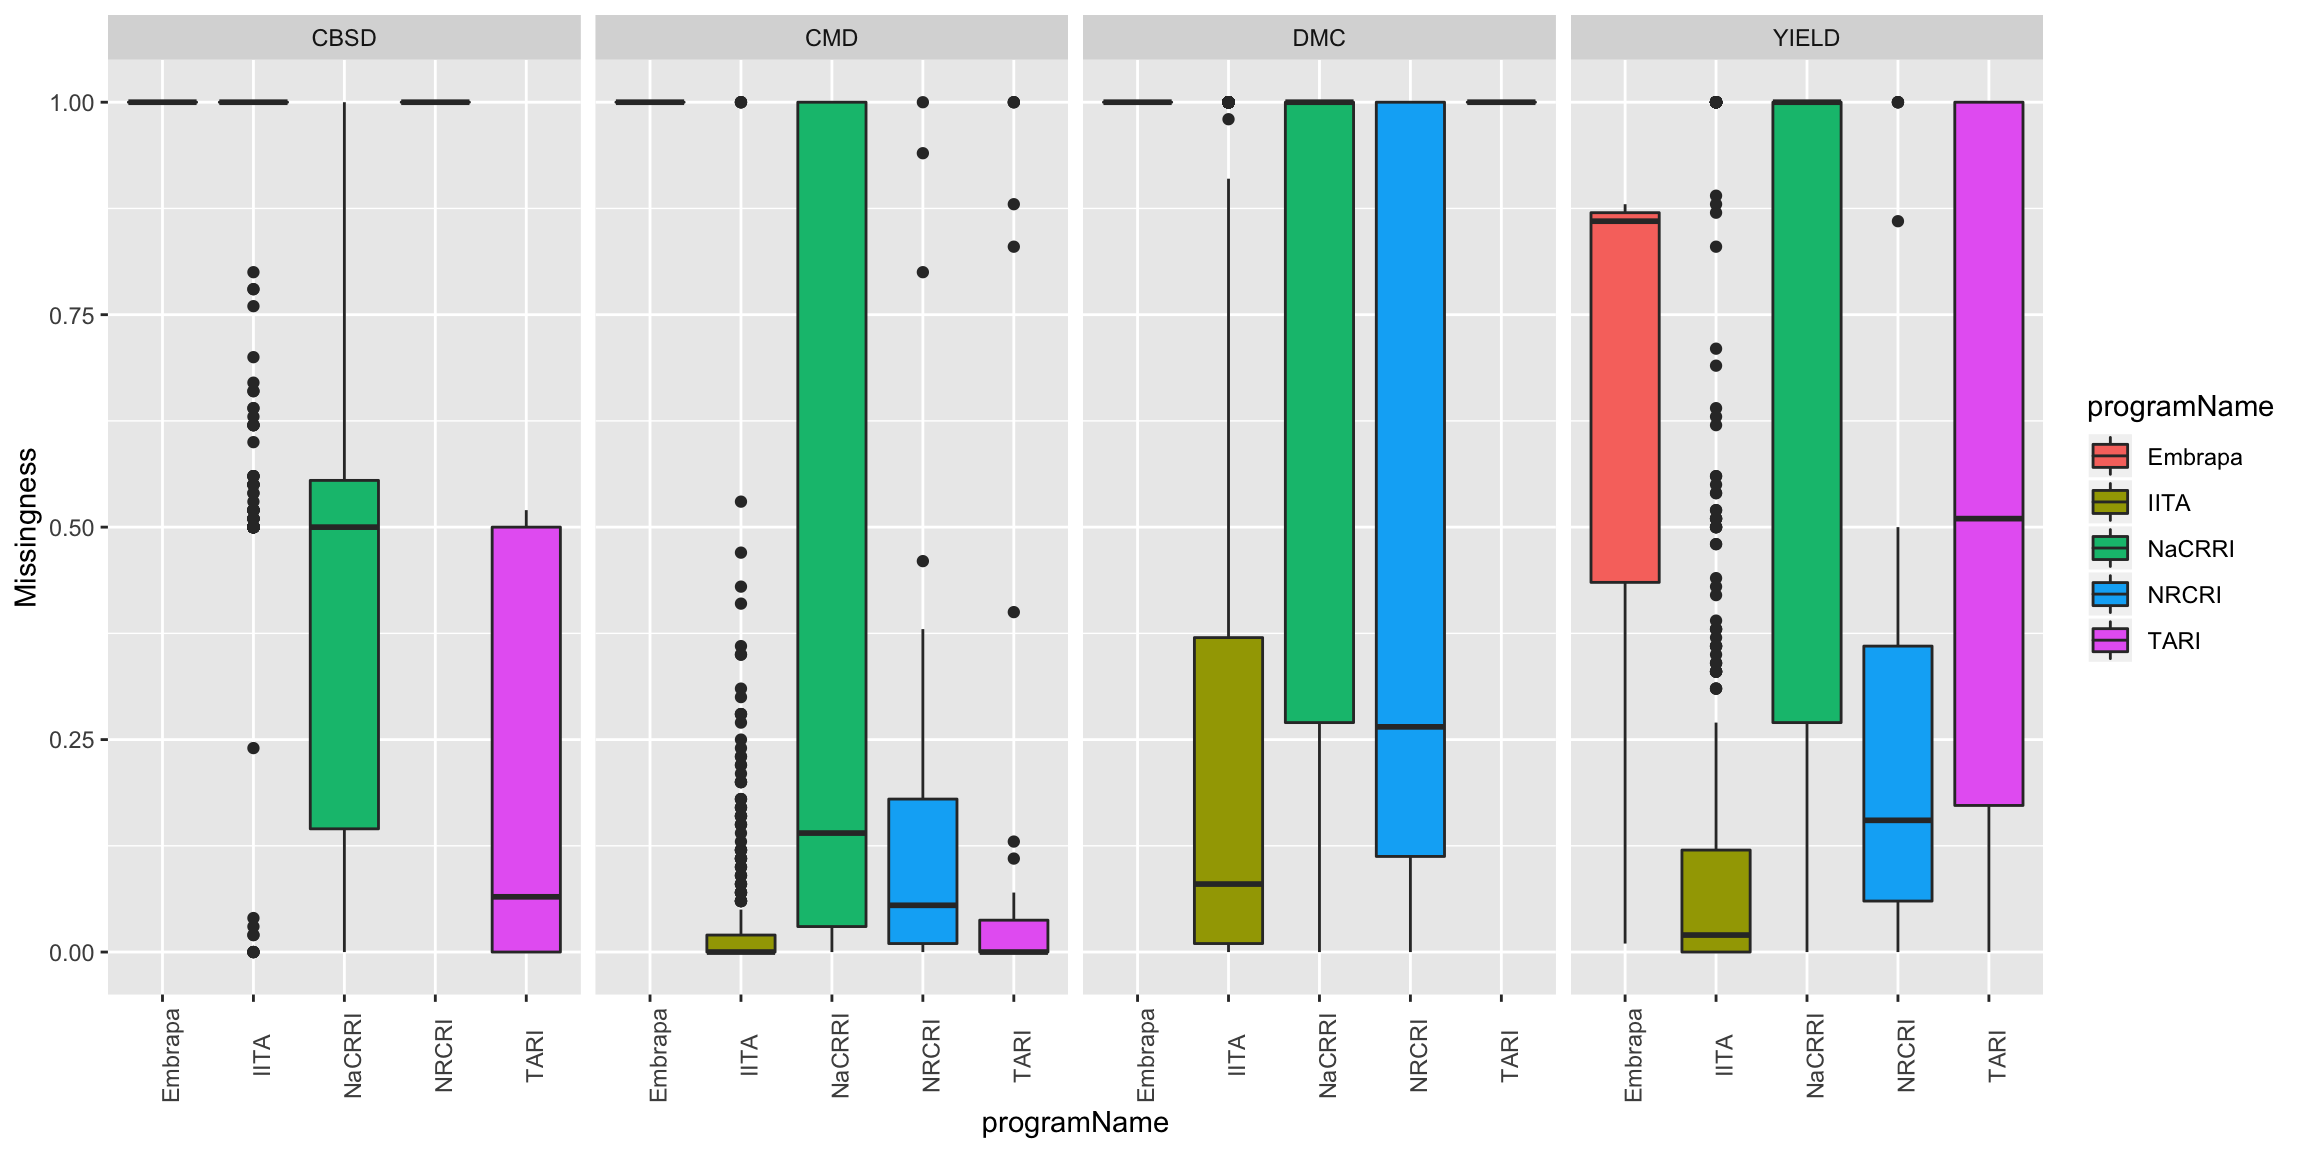 CBSD CMD DMC YIELD
1.00
0.75
0.50
0.25
0.00
Missingness
Embrapa IITA NaCRRI NRCRI TARI Embrapa IITA NaCRRI NRCRI TARI Embrapa IITA NaCRRI NRCRI TARI Embrapa IITA NaCRRI NRCRI TARI
programName
programName
Embrapa
IITA
NaCRRI
NRCRI
TARI